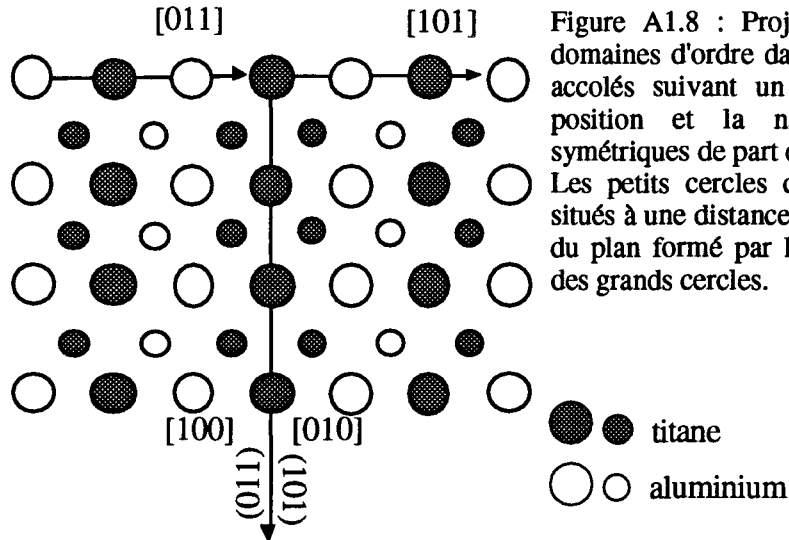 [011]
[101]
Figure A1.8 : Proj
domaines d'ordre da
accolés suivant un
position et la n
symétriques de part e
Les petits cercles c
situés à une distance
du plan formé par l
des grands cercles.
[100]
[010]
(011)
(101)
titane
aluminium